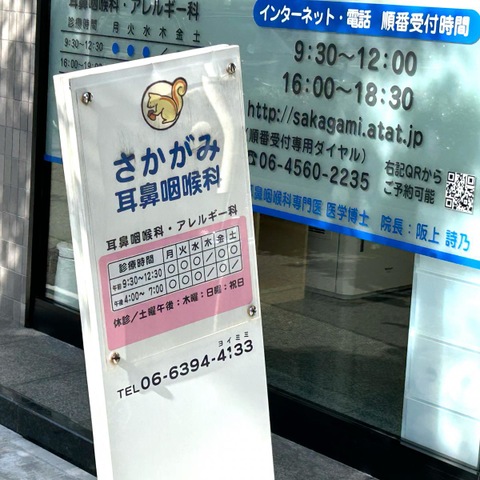 耳鼻咽喉科・アレルギー科
診療時間 月 火 水 木 金 土
9:30〜12:30
インターネット・電話 順番受付時間
9:30〜12:00
16:00〜18:30
http://sakagami.atat.jp
(順番受付専用ダイヤル)
06-4560-2235
右記QRから
ご予約可能
耳鼻咽喉科専門医 医学博士 院長:阪上 詩乃
さかがみ
耳鼻咽喉科
耳鼻咽喉科・アレルギー科
診療時間 月 火 水 木 金 土
午前 9:30〜12:30 ○ ○ ○ ／ ○ ○
午後 4:00〜7:00 ○ ○ ○ ／ ○ ／
休診/土曜午後:木曜:日曜:祝日
ヨイミミ
TEL 06-6394-4133